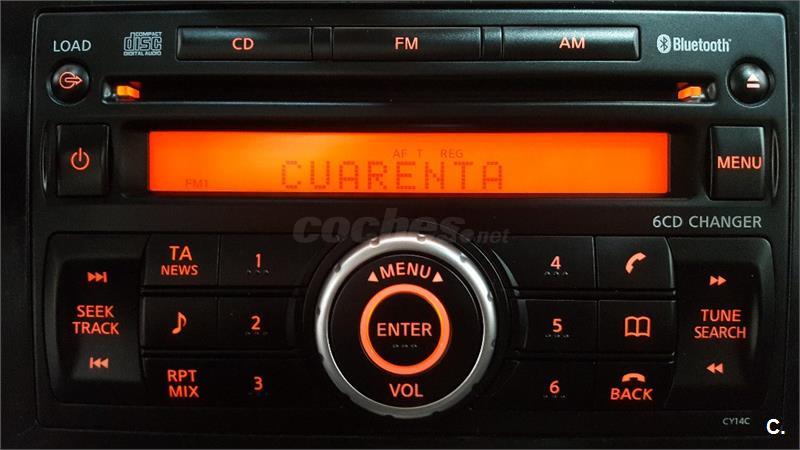 LOAD
COMPACT
disc
DIGITAL AUDIO
CD
FM
AM
Bluetooth
AF T REG
MENU
FM1
CUARENTA
coches.net
6CD CHANGER
TA
NEWS
1
4
MENU
SEEK
TRACK
2
ENTER
5
TUNE
SEARCH
RPT
MIX
3
VOL
6
BACK
CY14C
C.